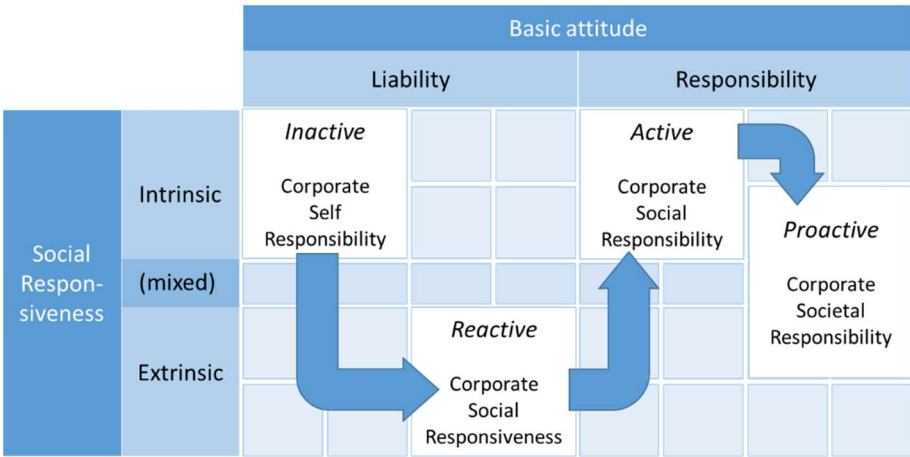 Basic attitude
Liability
Responsibility
Social
Respon-
siveness
Intrinsic
(mixed)
Extrinsic
Inactive
Corporate
Self
Responsibility
Reactive
Corporate
Social
Responsiveness
Active
Corporate
Social
Responsibility
Proactive
Corporate
Societal
Responsibility